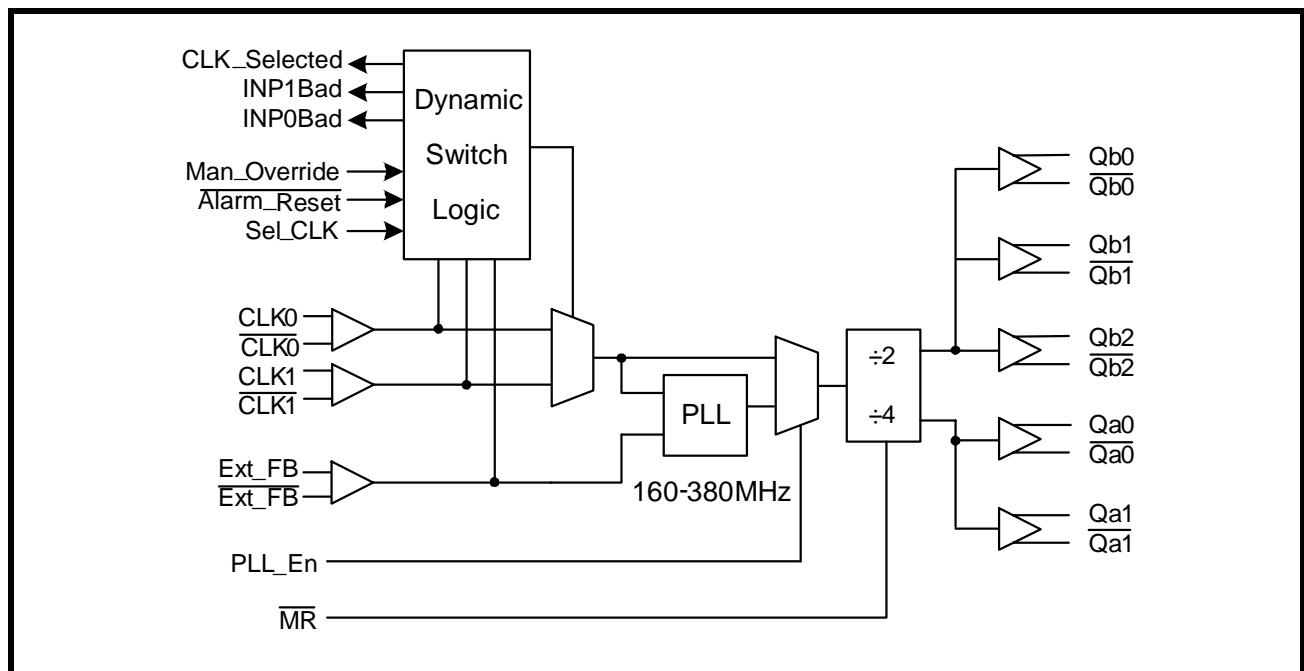 CLK_Selected
INP1Bad
INP0Bad
Man_Override
Alarm_Reset
Sel_CLK
Dynamic
Switch
Logic
CLK0
CLK0
CLK1
CLK1
Ext_FB
Ext_FB
PLL_En
MR
PLL
160-380MHz
÷2
÷4
Qb0
Qb0
Qb1
Qb1
Qb2
Qb2
Qa0
Qa0
Qa1
Qa1